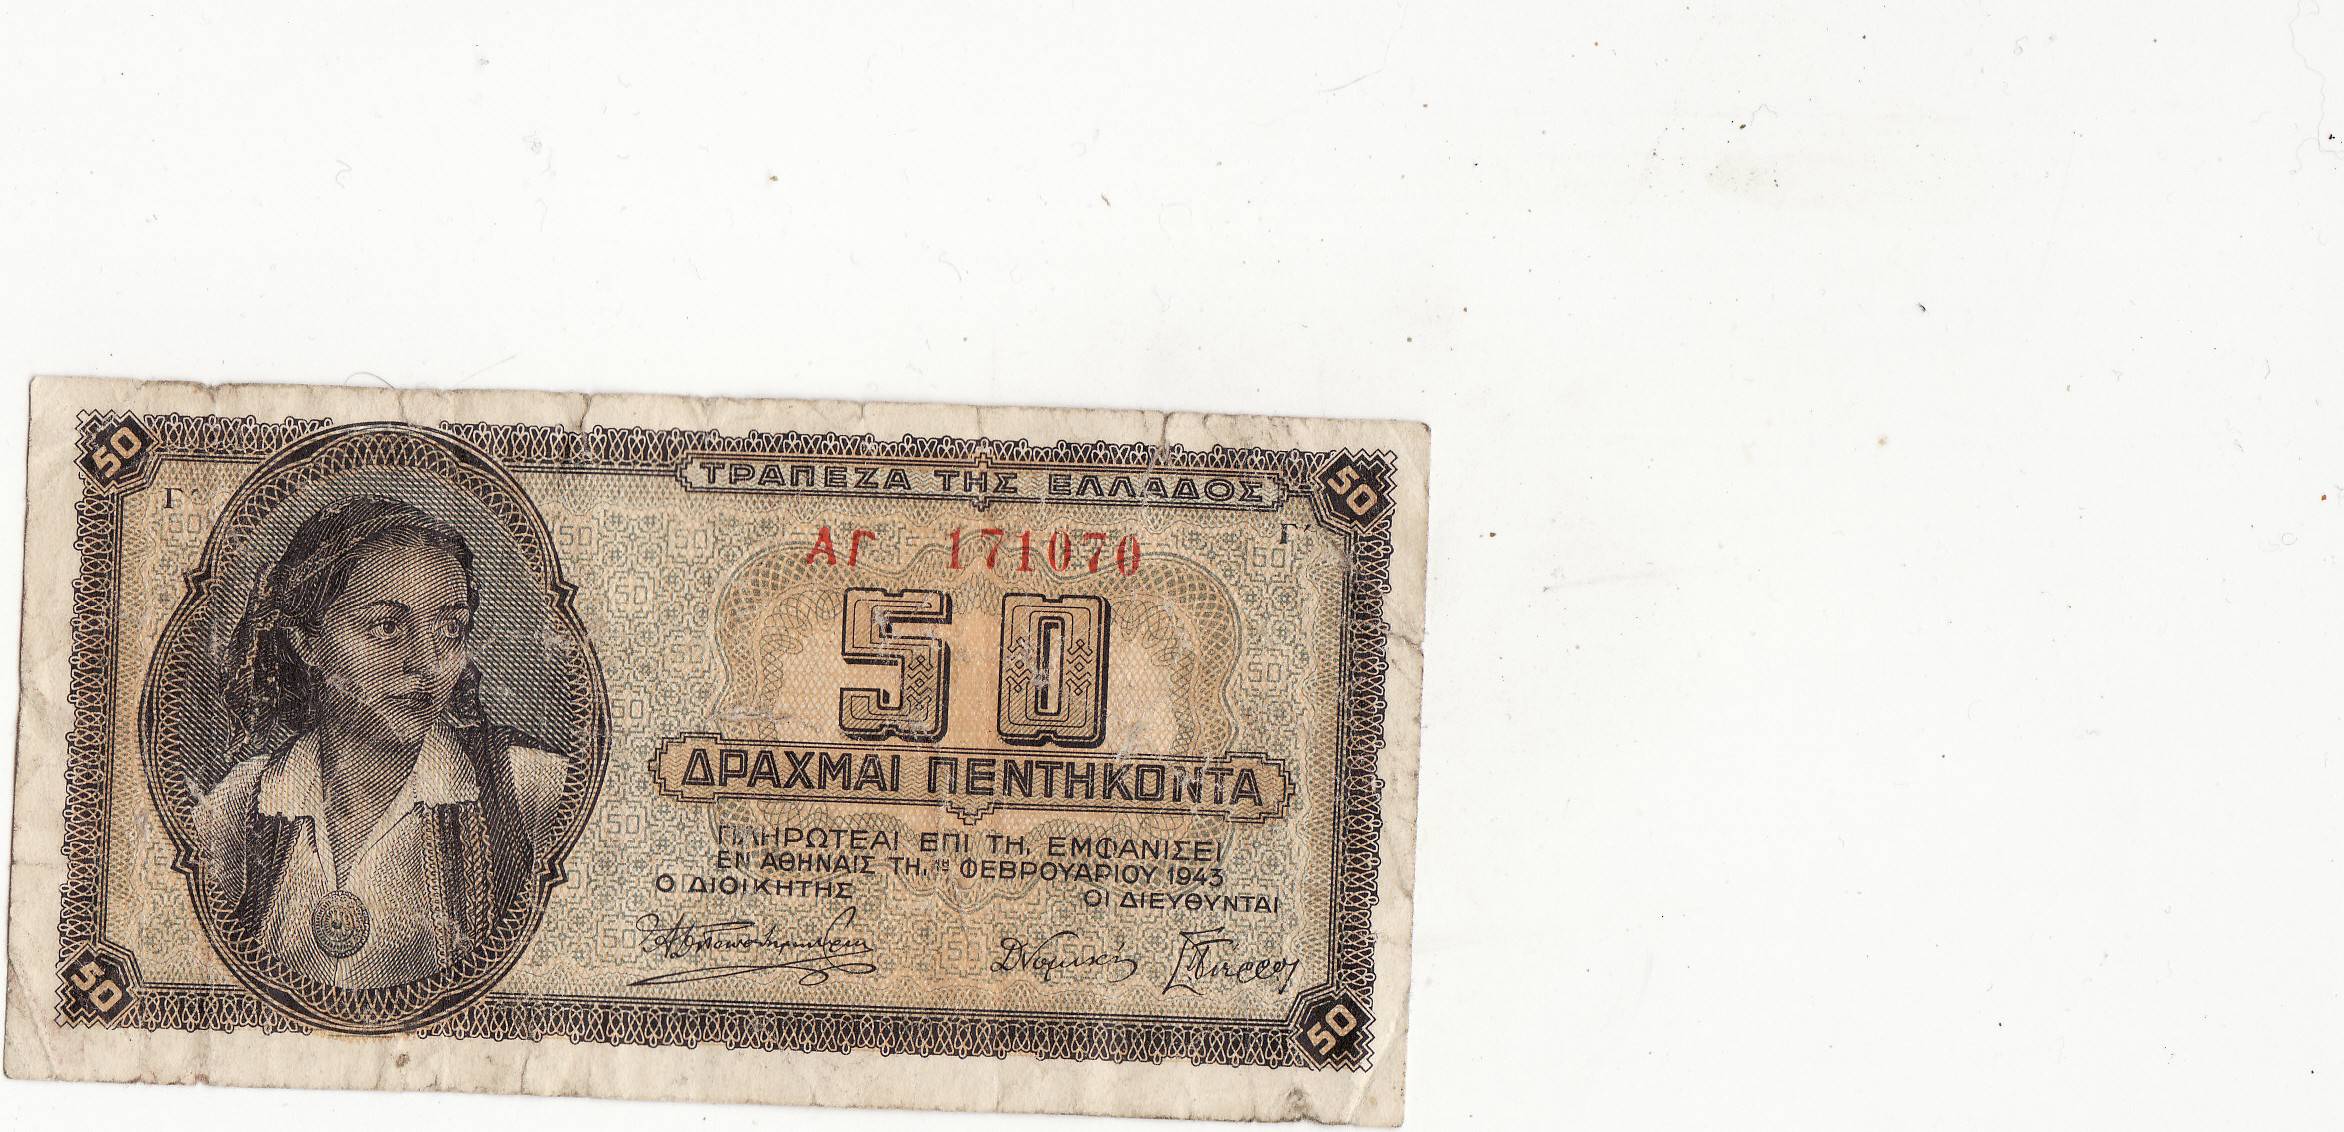 50
50
ΤΡΑΠΕΖΑ ΤΗΣ ΕΛΛΑΔΟΣ
Γ΄
Γ΄
ΑΓ 171070
50
ΔΡΑΧΜΑΙ ΠΕΝΤΗΚΟΝΤΑ
ΠΛΗΡΩΤΕΑΙ ΕΠΙ ΤΗ, ΕΜΦΑΝΙΣΕΙ
ΕΝ ΑΘΗΝΑΙΣ ΤΗ, 1ῃ ΦΕΒΡΟΥΑΡΙΟΥ 1943
Ο ΔΙΟΙΚΗΤΗΣ
ΟΙ ΔΙΕΥΘΥΝΤΑΙ
50
50